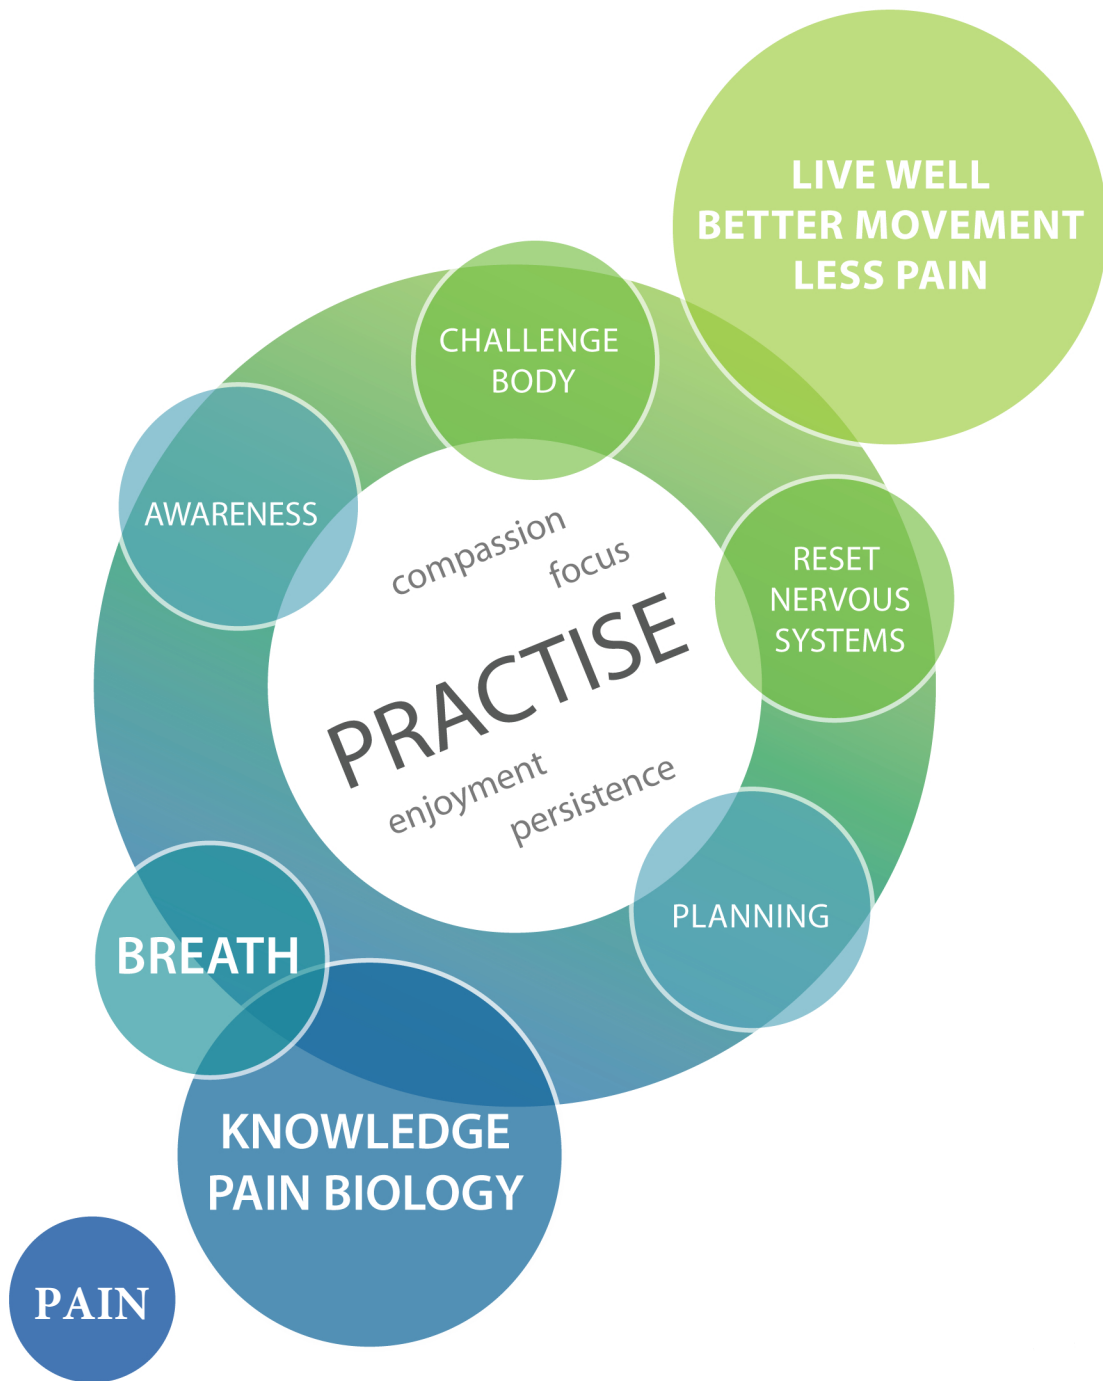 LIVE WELL
BETTER MOVEMENT
LESS PAIN
CHALLENGE
BODY
AWARENESS
compassion
focus
RESET
NERVOUS
SYSTEMS
PRACTISE
enjoyment
persistence
PLANNING
BREATH
KNOWLEDGE
PAIN BIOLOGY
PAIN